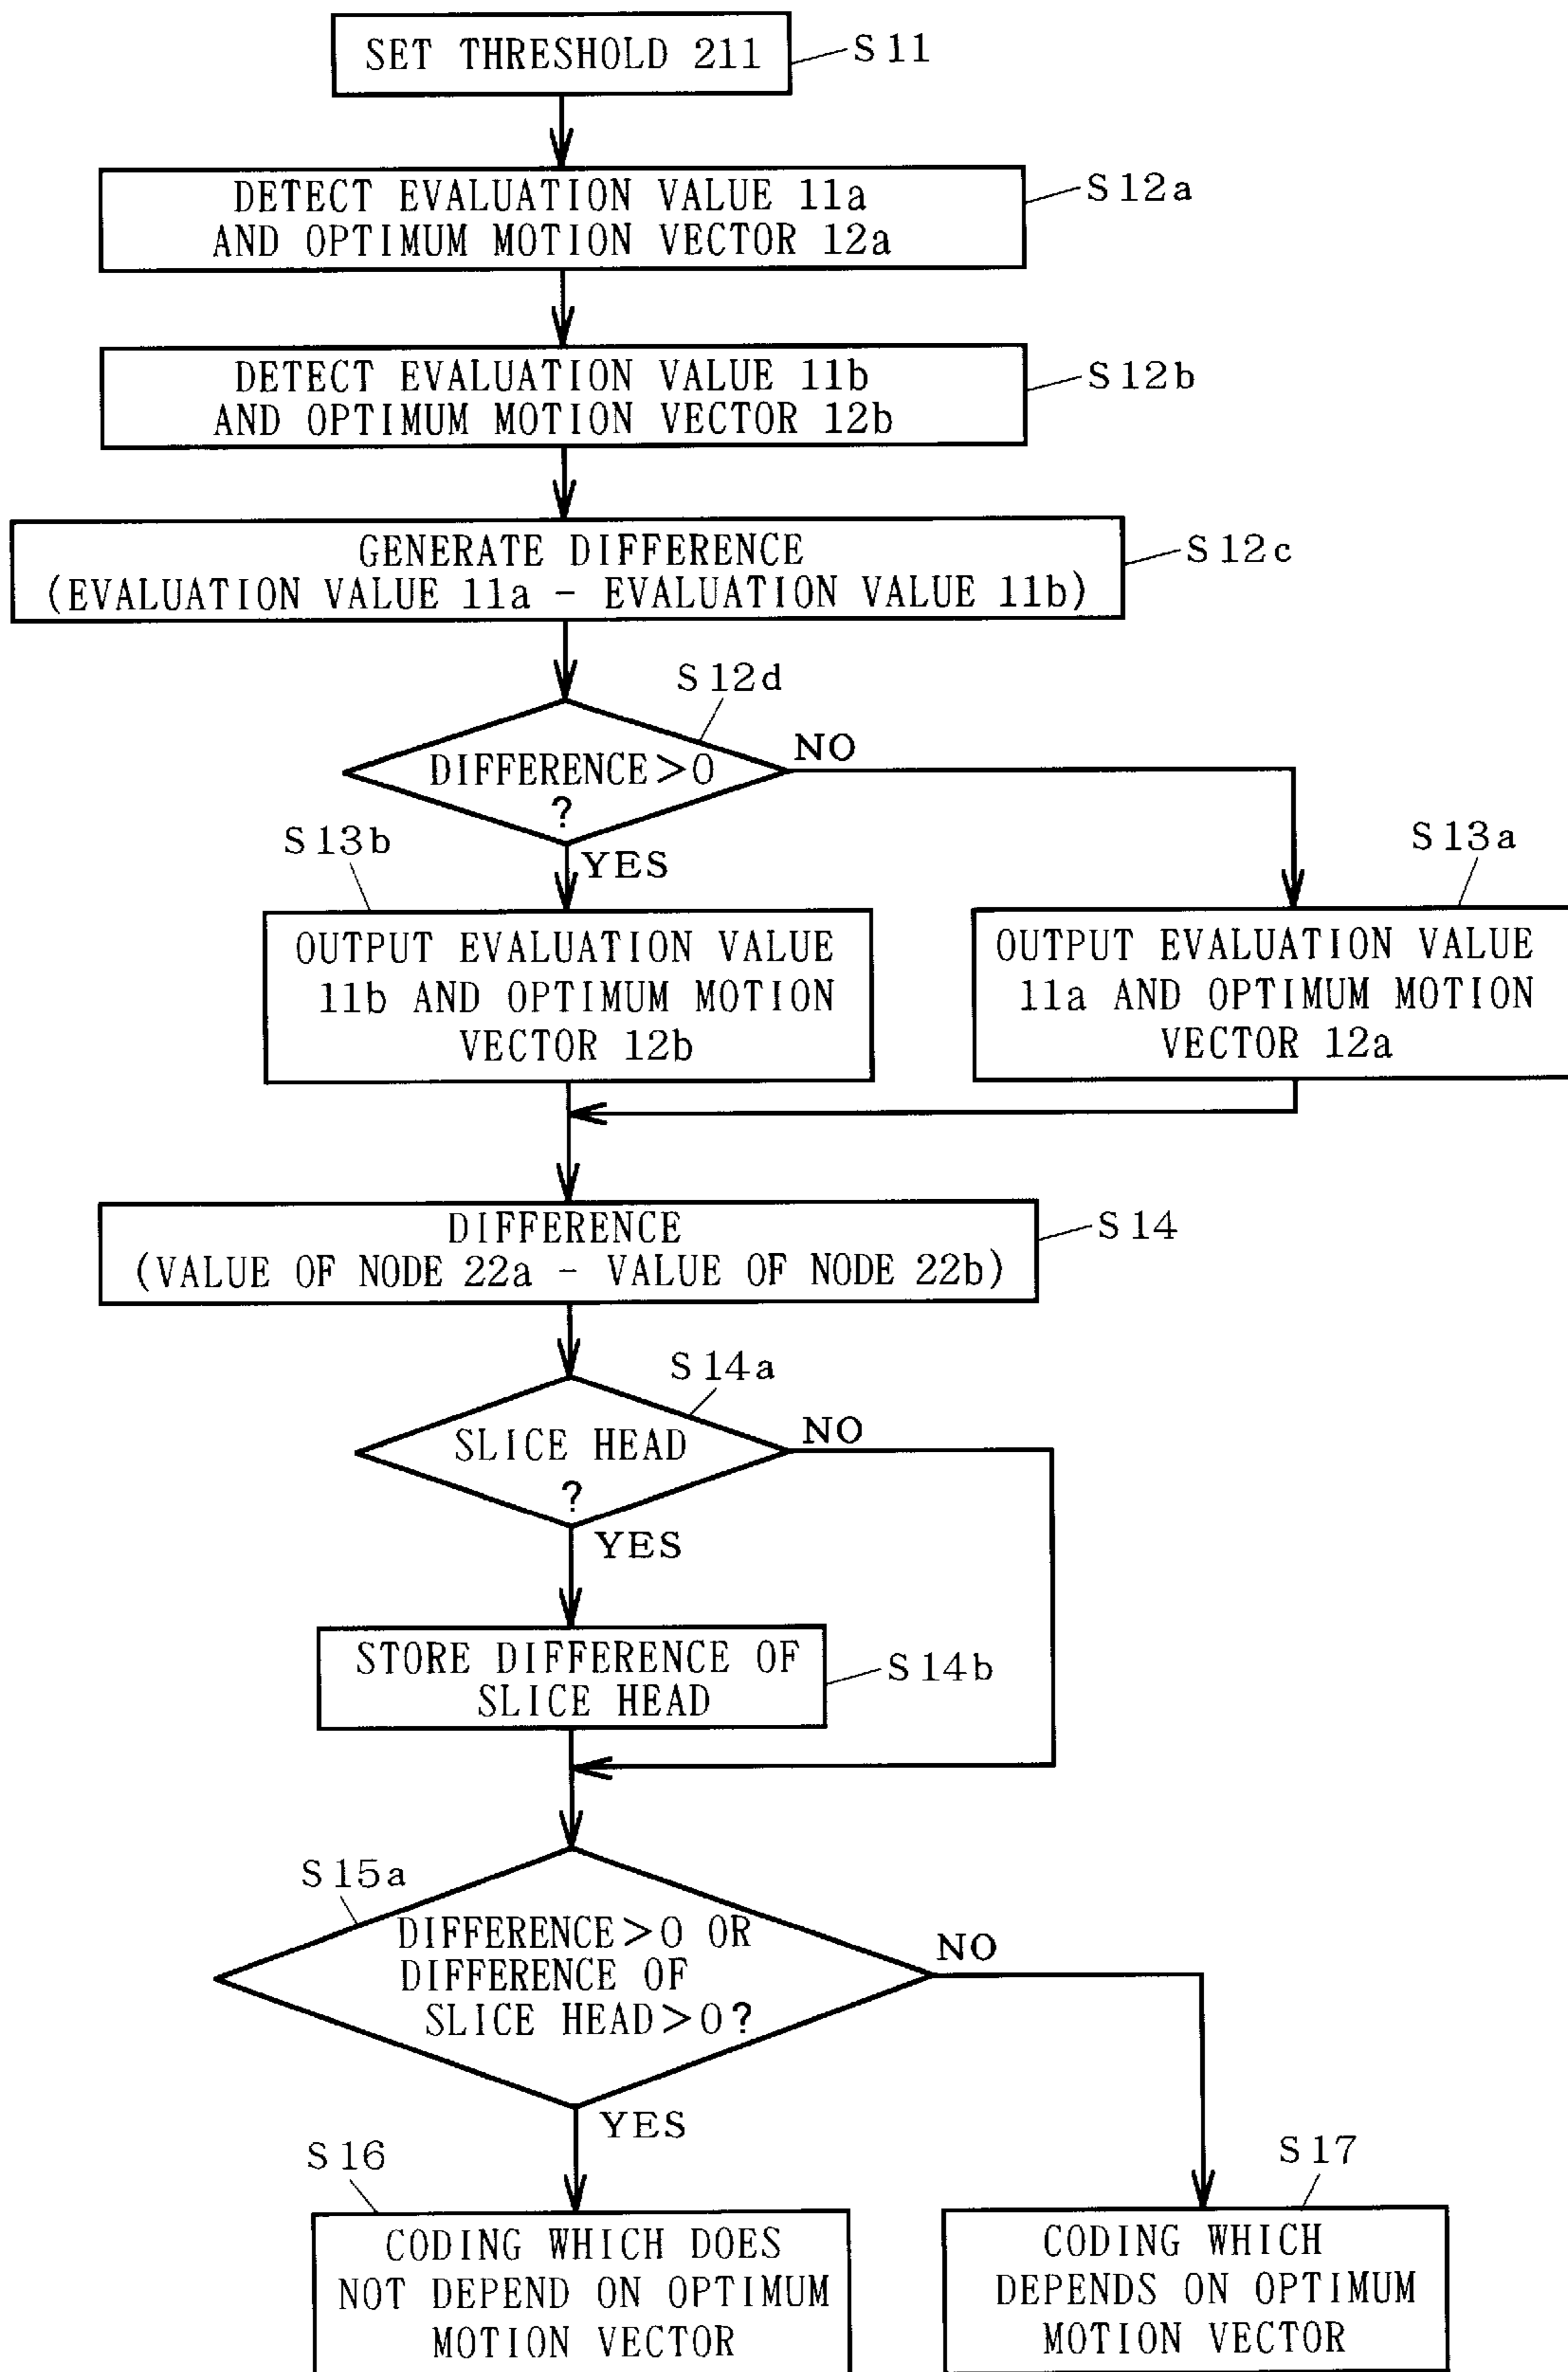 SET THRESHOLD 211
S11
DETECT EVALUATION VALUE 11a
AND OPTIMUM MOTION VECTOR 12a
S12a
DETECT EVALUATION VALUE 11b
AND OPTIMUM MOTION VECTOR 12b
S12b
GENERATE DIFFERENCE
(EVALUATION VALUE 11a - EVALUATION VALUE 11b)
S12c
S12d
DIFFERENCE>0
?
NO
YES
S13b
OUTPUT EVALUATION VALUE
11b AND OPTIMUM MOTION
VECTOR 12b
S13a
OUTPUT EVALUATION VALUE
11a AND OPTIMUM MOTION
VECTOR 12a
DIFFERENCE
(VALUE OF NODE 22a - VALUE OF NODE 22b)
S14
S14a
SLICE HEAD
?
NO
YES
STORE DIFFERENCE OF
SLICE HEAD
S14b
S15a
DIFFERENCE>0 OR
DIFFERENCE OF
SLICE HEAD>0?
NO
YES
S16
CODING WHICH DOES
NOT DEPEND ON OPTIMUM
MOTION VECTOR
S17
CODING WHICH
DEPENDS ON OPTIMUM
MOTION VECTOR